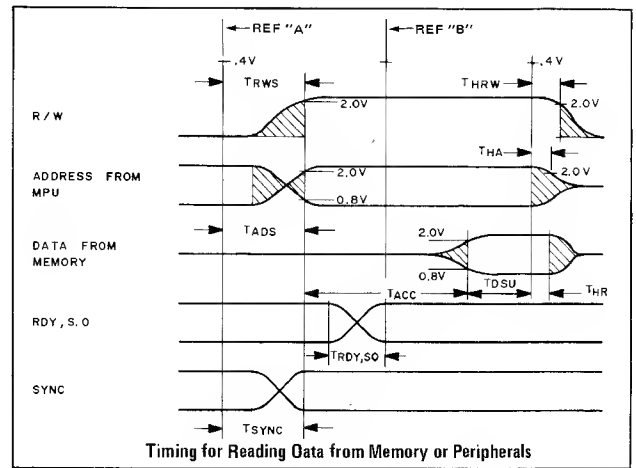 REF "A"
REF "B"
.4V
.4V
TRWS
THRW
2.0V
2.0V
R/W
THA
ADDRESS FROM
MPU
2.0V
2.0V
0.8V
TADS
DATA FROM
MEMORY
2.0V
0.8V
TACC
TDSU
THR
RDY, S.O
TRDY,SO
SYNC
TSYNC
Timing for Reading Data from Memory or Peripherals